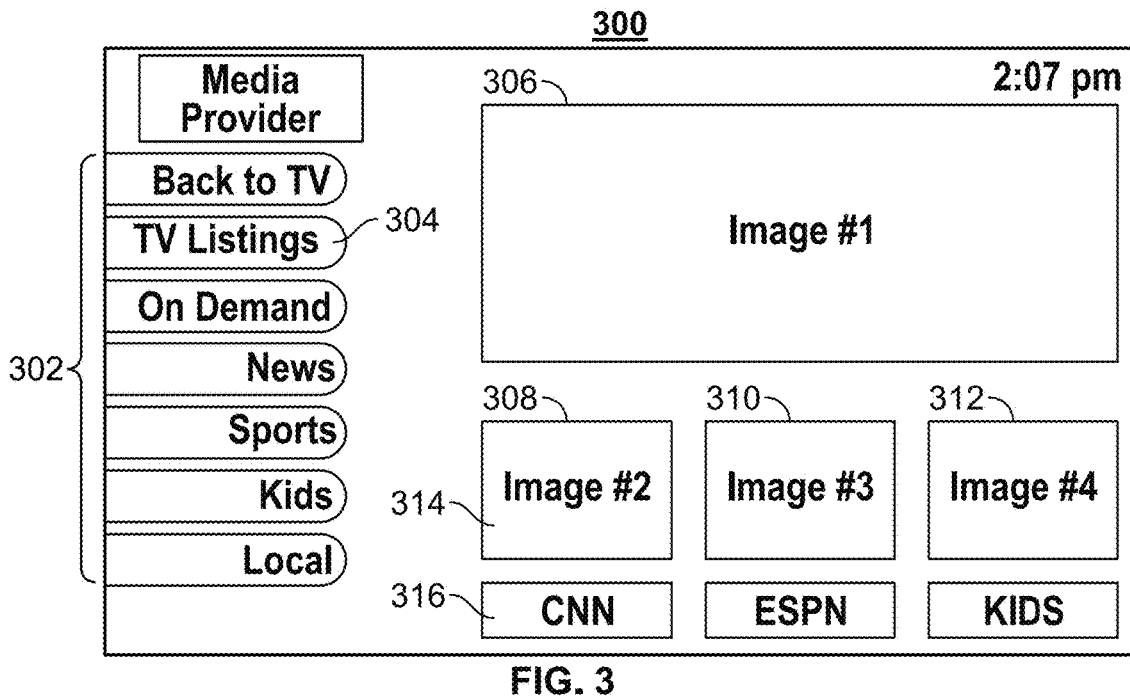 300
2:07 pm
Media
Provider
306
Back to TV
TV Listings
304
On Demand
News
Sports
Kids
Local
302
Image #1
308
310
312
Image #2
Image #3
Image #4
314
316
CNN
ESPN
KIDS
FIG. 3